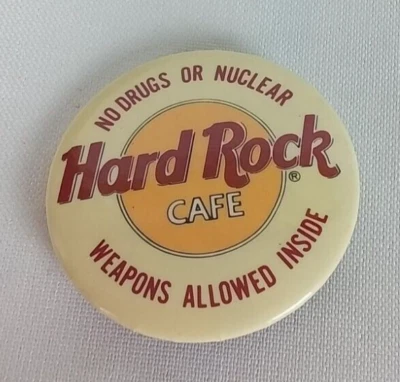 NO DRUGS OR NUCLEAR
Hard Rock ®
CAFE
WEAPONS ALLOWED INSIDE